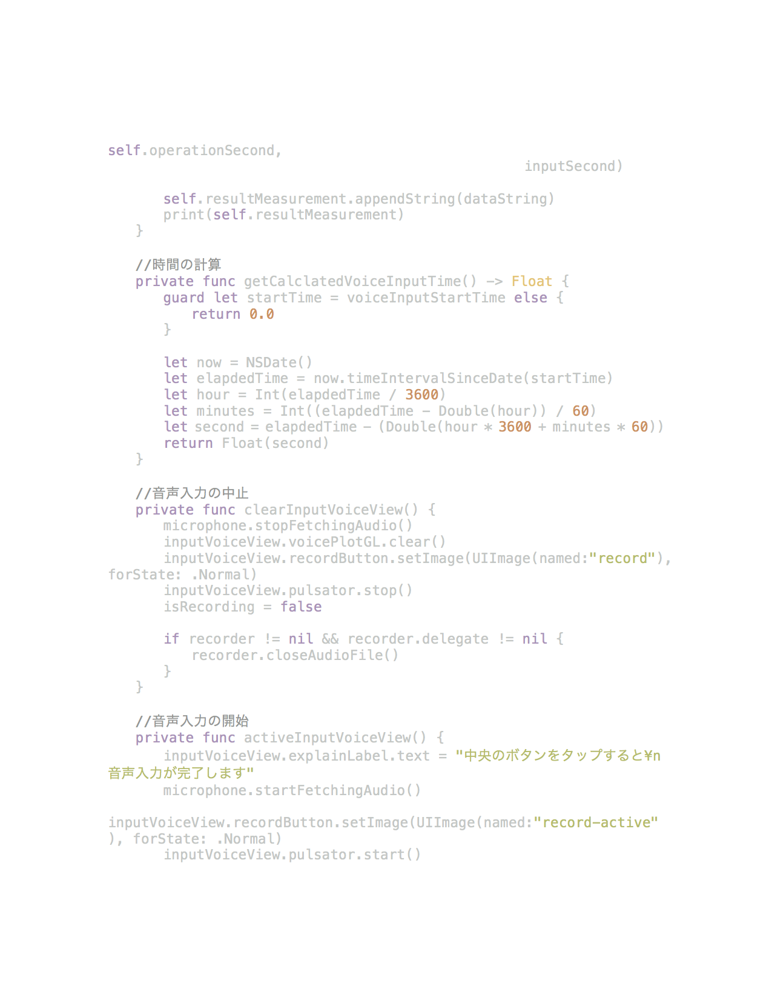 self.operationSecond,
inputSecond)
self.resultMeasurement.appendString(dataString)
print(self.resultMeasurement)
}
//時間の計算
private func getCalclatedVoiceInputTime() -> Float {
guard let startTime = voiceInputStartTime else {
return 0.0
}
let now = NSDate()
let elapdedTime = now.timeIntervalSinceDate(startTime)
let hour = Int(elapdedTime / 3600)
let minutes = Int((elapdedTime - Double(hour)) / 60)
let second = elapdedTime - (Double(hour * 3600 + minutes * 60))
return Float(second)
}
//音声入力の中止
private func clearInputVoiceView() {
microphone.stopFetchingAudio()
inputVoiceView.voicePlotGL.clear()
inputVoiceView.recordButton.setImage(UIImage(named:"record"),
forState: .Normal)
inputVoiceView.pulsator.stop()
isRecording = false
if recorder != nil && recorder.delegate != nil {
recorder.closeAudioFile()
}
}
//音声入力の開始
private func activeInputVoiceView() {
inputVoiceView.explainLabel.text = "中央のボタンをタップすると¥n
音声入力が完了します"
microphone.startFetchingAudio()
inputVoiceView.recordButton.setImage(UIImage(named:"record-active"
), forState: .Normal)
inputVoiceView.pulsator.start()